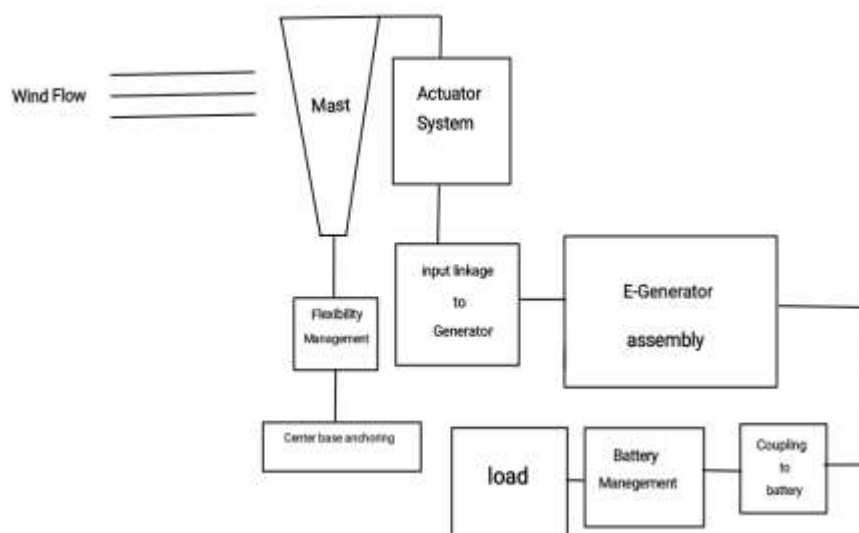 Wind Flow
Mast
Actuator
System
input linkage
to
Generator
E-Generator
assembly
Flexibility
Management
Center base anchoring
load
Battery
Manegement
Coupling
to
battery